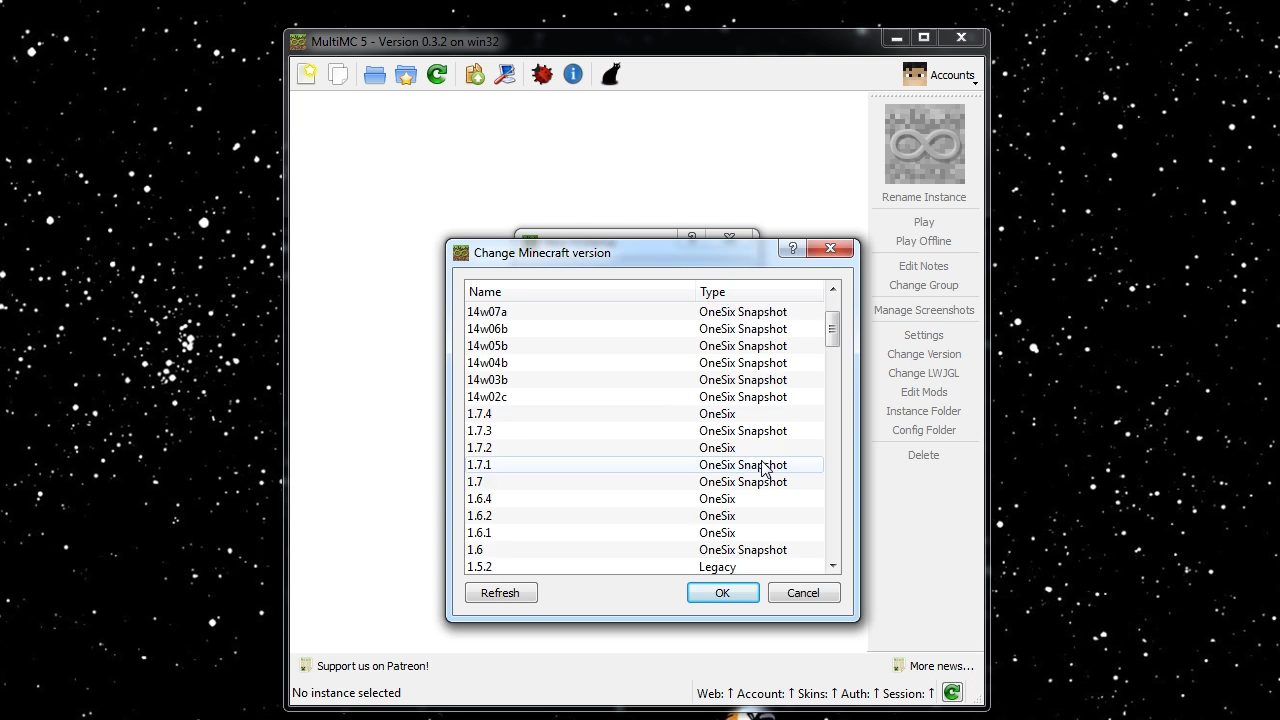 MultiMC 5 - Version 0.3.2 on win32
Accounts
Rename Instance
Play
Play Offline
Edit Notes
Change Group
Manage Screenshots
Settings
Change Version
Change LWJGL
Edit Mods
Instance Folder
Config Folder
Delete
Change Minecraft version
Name Type
14w07a OneSix Snapshot
14w06b OneSix Snapshot
14w05b OneSix Snapshot
14w04b OneSix Snapshot
14w03b OneSix Snapshot
14w02c OneSix Snapshot
1.7.4 OneSix
1.7.3 OneSix Snapshot
1.7.2 OneSix
1.7.1 OneSix Snapshot
1.7 OneSix Snapshot
1.6.4 OneSix
1.6.2 OneSix
1.6.1 OneSix
1.6 OneSix Snapshot
1.5.2 Legacy
Refresh OK Cancel
Support us on Patreon! More news...
No instance selected Web: ↑ Account: ↑ Skins: ↑ Auth: ↑ Session: ↑